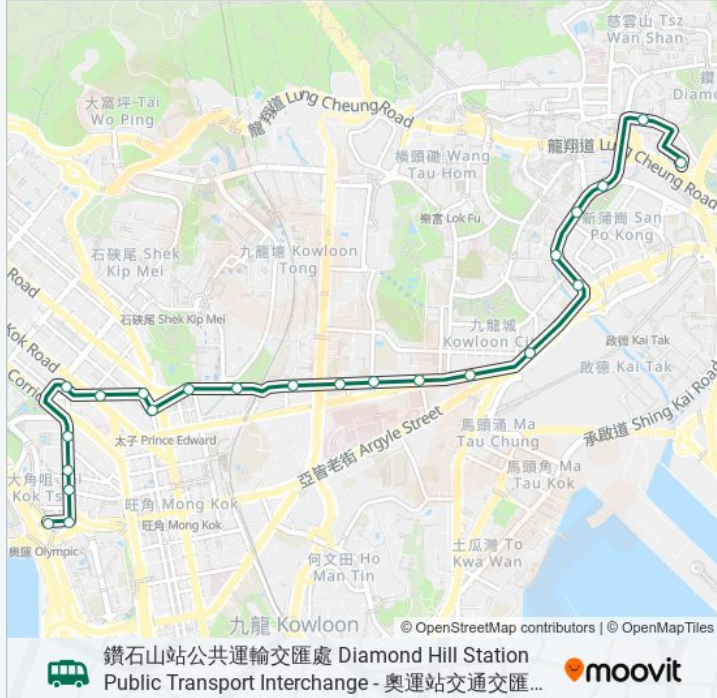 慈雲山 Tsz
Wan Shan
鑽
Diamo
大窩坪 Tai
Wo Ping
龍翔道 Lung Cheung Road
龍翔道 Lung Cheung Road
橫頭磡 Wang
Tau Hom
樂富 Lok Fu
新蒲崗 San
Po Kong
石硤尾 Shek
Kip Mei
九龍塘 Kowloon
Tong
Road
石硤尾 Shek Kip Mei
Kok Road
九龍城
Kowloon Ci
啟德 Kai Tak
啟德 Kai Tak
Corri
承啟道 Shing Kai Road
太子 Prince Edward
亞皆老街 Argyle Street
馬頭涌 Ma
Tau Chung
大角咀
Kok Ts
馬頭角 Ma
Tau Kok
旺角 Mong Kok
旺角 Mong Kok
奧運 Olympic
何文田 Ho
Man Tin
土瓜灣 To
Kwa Wan
九龍 Kowloon
© OpenStreetMap contributors | © OpenMapTiles
鑽石山站公共運輸交匯處 Diamond Hill Station
Public Transport Interchange - 奧運站交通交匯…
moovit